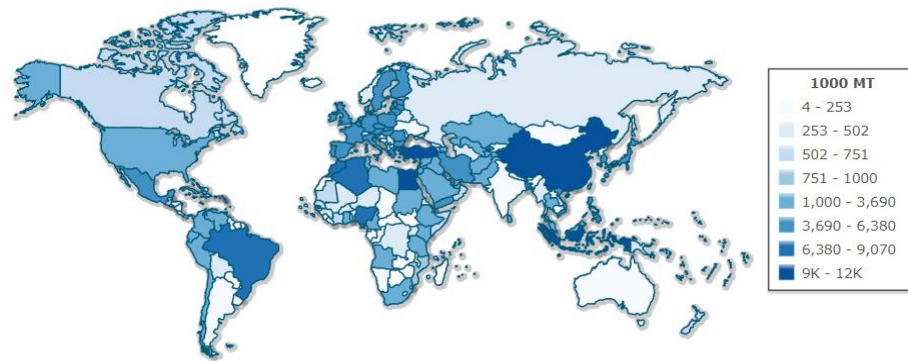 1000 MT
4 - 253
253 - 502
502 - 751
751 - 1000
1,000 - 3,690
3,690 - 6,380
6,380 - 9,070
9K - 12K